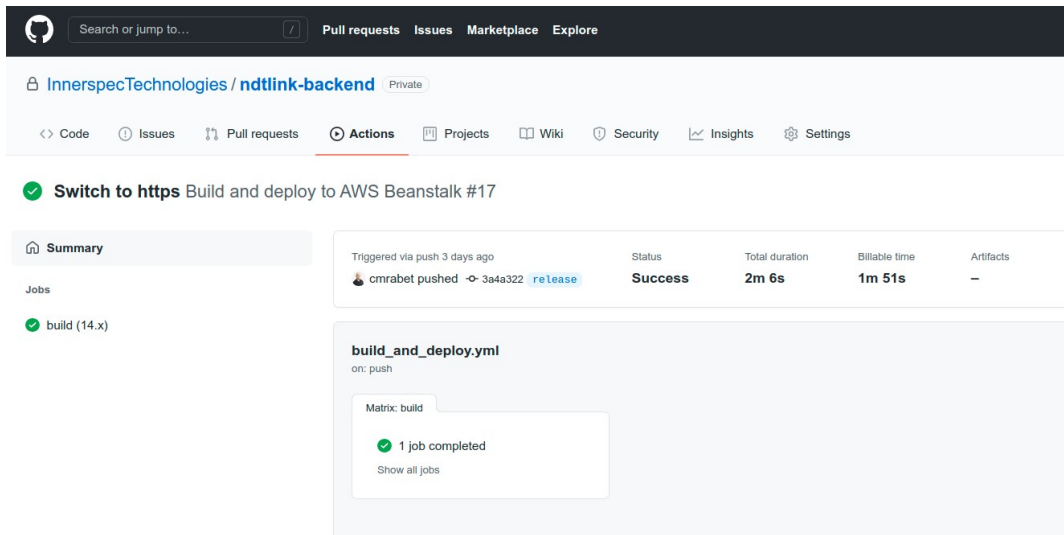 Search or jump to... / Pull requests Issues Marketplace Explore
InnerspecTechnologies / ndtlink-backend Private
<> Code Issues Pull requests Actions Projects Wiki Security Insights Settings
Switch to https Build and deploy to AWS Beanstalk #17
Summary
Jobs
build (14.x)
Triggered via push 3 days ago
cmrabet pushed 3a4a322 release
Status
Success
Total duration
2m 6s
Billable time
1m 51s
Artifacts
–
build_and_deploy.yml
on: push
Matrix: build
1 job completed
Show all jobs